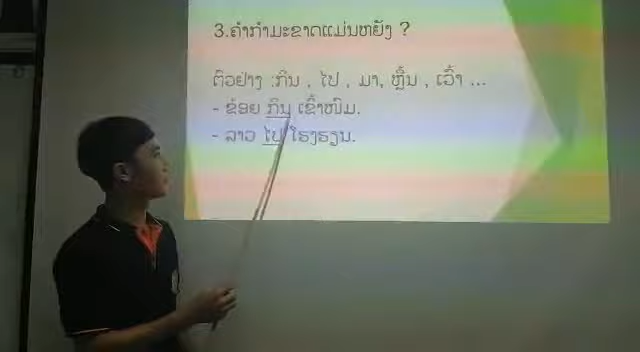 3.ຄຳກຳມະຂາດແມ່ນຫຍັງ ?
ຕົວຢ່າງ :ກິນ , ໄປ , ມາ, ຫຼິ້ນ , ເວົ້າ ...
- ຂ້ອຍ ກິນ ເຂົ້າໜົມ.
- ລາວ ໄປ ໂຮງຮຽນ.